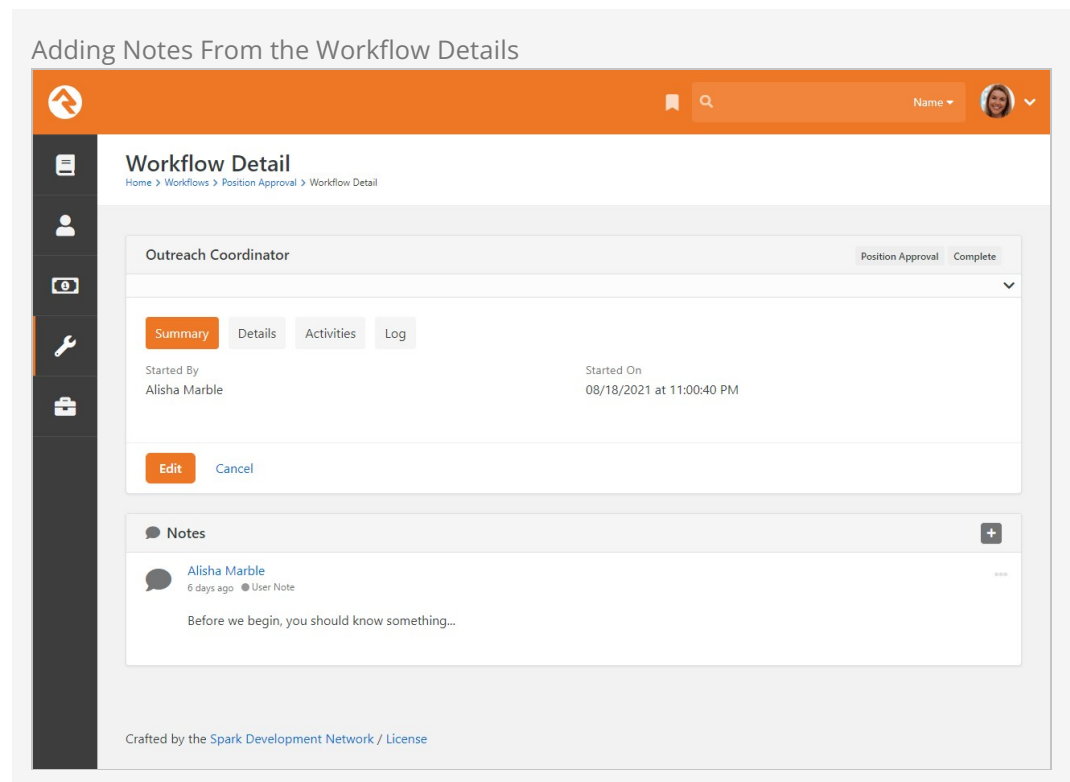 Adding Notes From the Workflow Details
Name
Workflow Detail
Home > Workflows > Position Approval > Workflow Detail
Outreach Coordinator
Position Approval Complete
Summary Details Activities Log
Started By Started On
Alisha Marble 08/18/2021 at 11:00:40 PM
Edit Cancel
Notes
Alisha Marble
6 days ago User Note
Before we begin, you should know something...
Crafted by the Spark Development Network / License